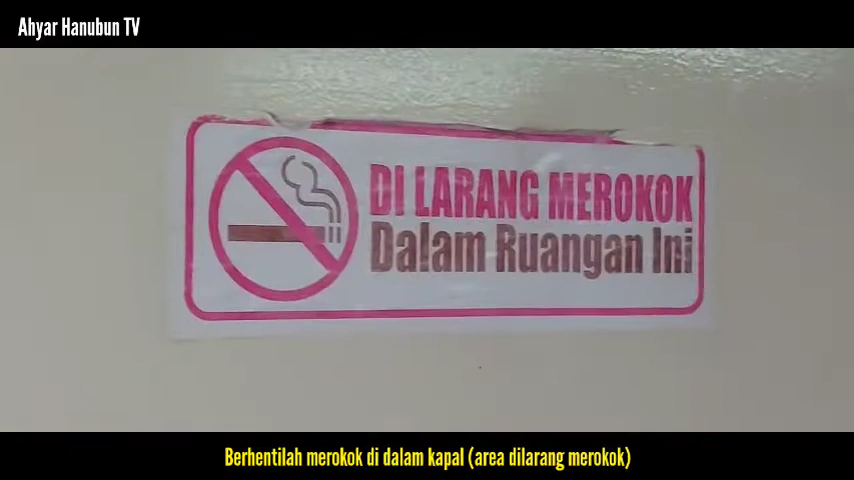 Ahyar Hanubun TV
DI LARANG MEROKOK
Dalam Ruangan Ini
Berhentilah merokok di dalam kapal (area dilarang merokok)